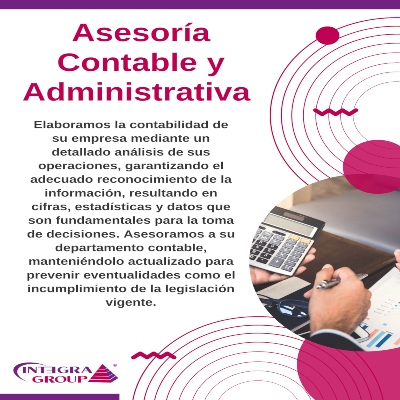 Asesoría
Contable y
Administrativa
Elaboramos la contabilidad de
su empresa mediante un
detallado análisis de sus
operaciones, garantizando el
adecuado reconocimiento de la
información, resultando en
cifras, estadísticas y datos que
son fundamentales para la toma
de decisiones. Asesoramos a su
departamento contable,
manteniéndolo actualizado para
prevenir eventualidades como el
incumplimiento de la legislación
vigente.
INTEGRA
GROUP